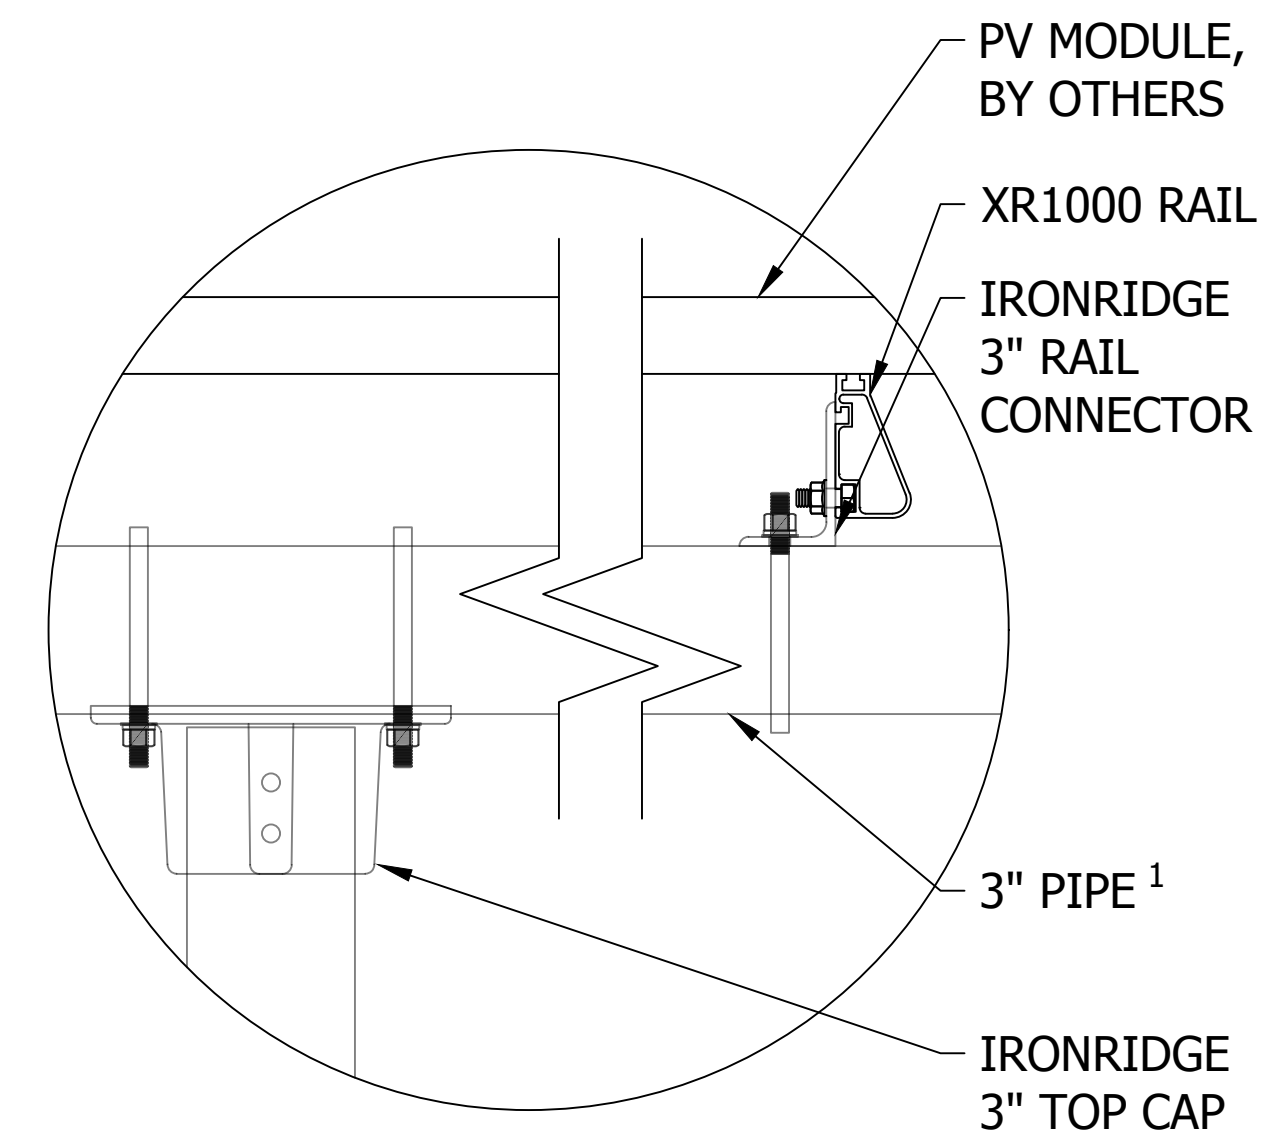 PV MODULE,
BY OTHERS
XR1000 RAIL
IRONRIDGE
3" RAIL
CONNECTOR
3" PIPE 1
IRONRIDGE
3" TOP CAP